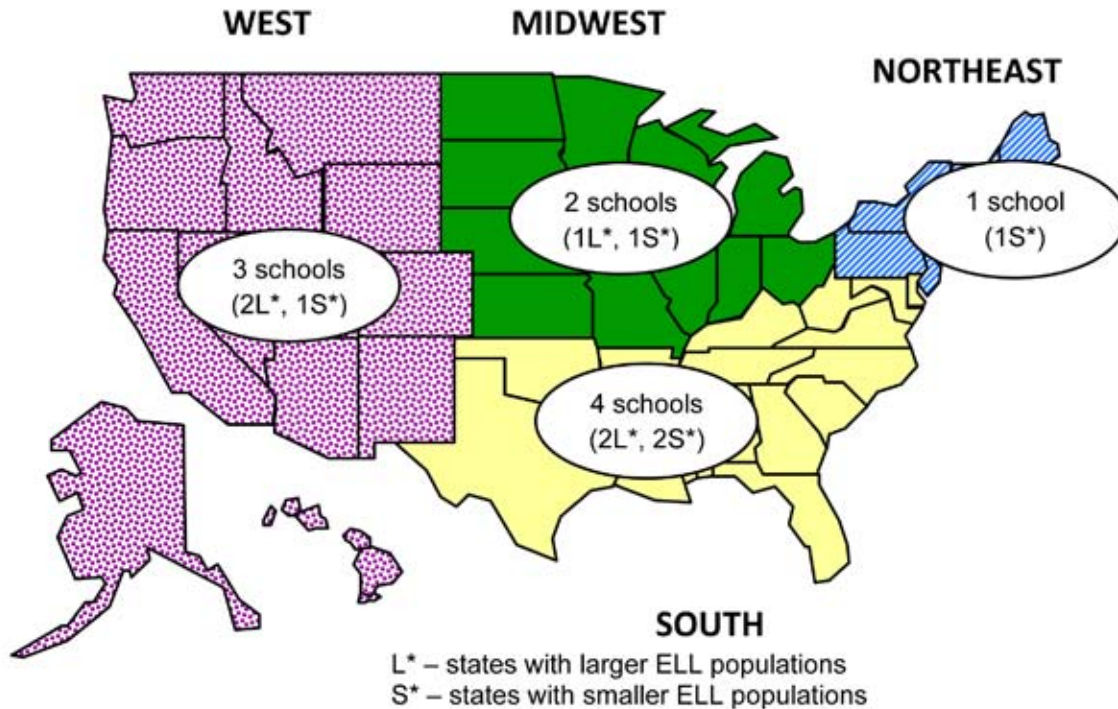 WEST
MIDWEST
NORTHEAST
2 schools
(1L*, 1S*)
1 school
(1S*)
3 schools
(2L*, 1S*)
4 schools
(2L*, 2S*)
SOUTH
L* – states with larger ELL populations
S* – states with smaller ELL populations